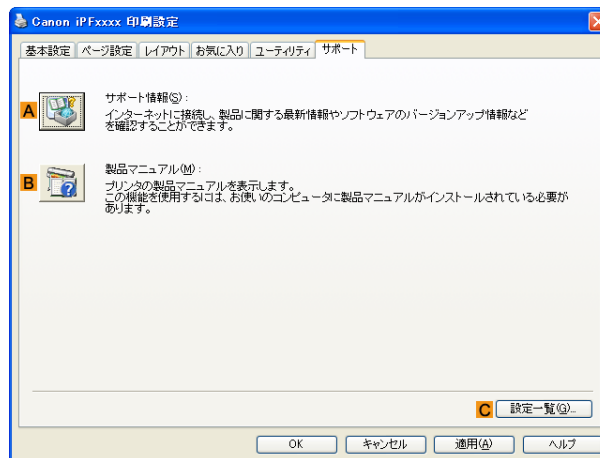 Canon iPFxxxx 印刷設定
基本設定 ページ設定 レイアウト お気に入り ユーティリティ サポート
A
サポート情報(S) :
インターネットに接続し、製品に関する最新情報やソフトウェアのバージョンアップ情報など
を確認することができます。
B
製品マニュアル(M) :
プリンタの製品マニュアルを表示します。
この機能を使用するには、お使いのコンピュータに製品マニュアルがインストールされている必要が
あります。
C 設定一覧(G)...
OK キャンセル 適用(A) ヘルプ